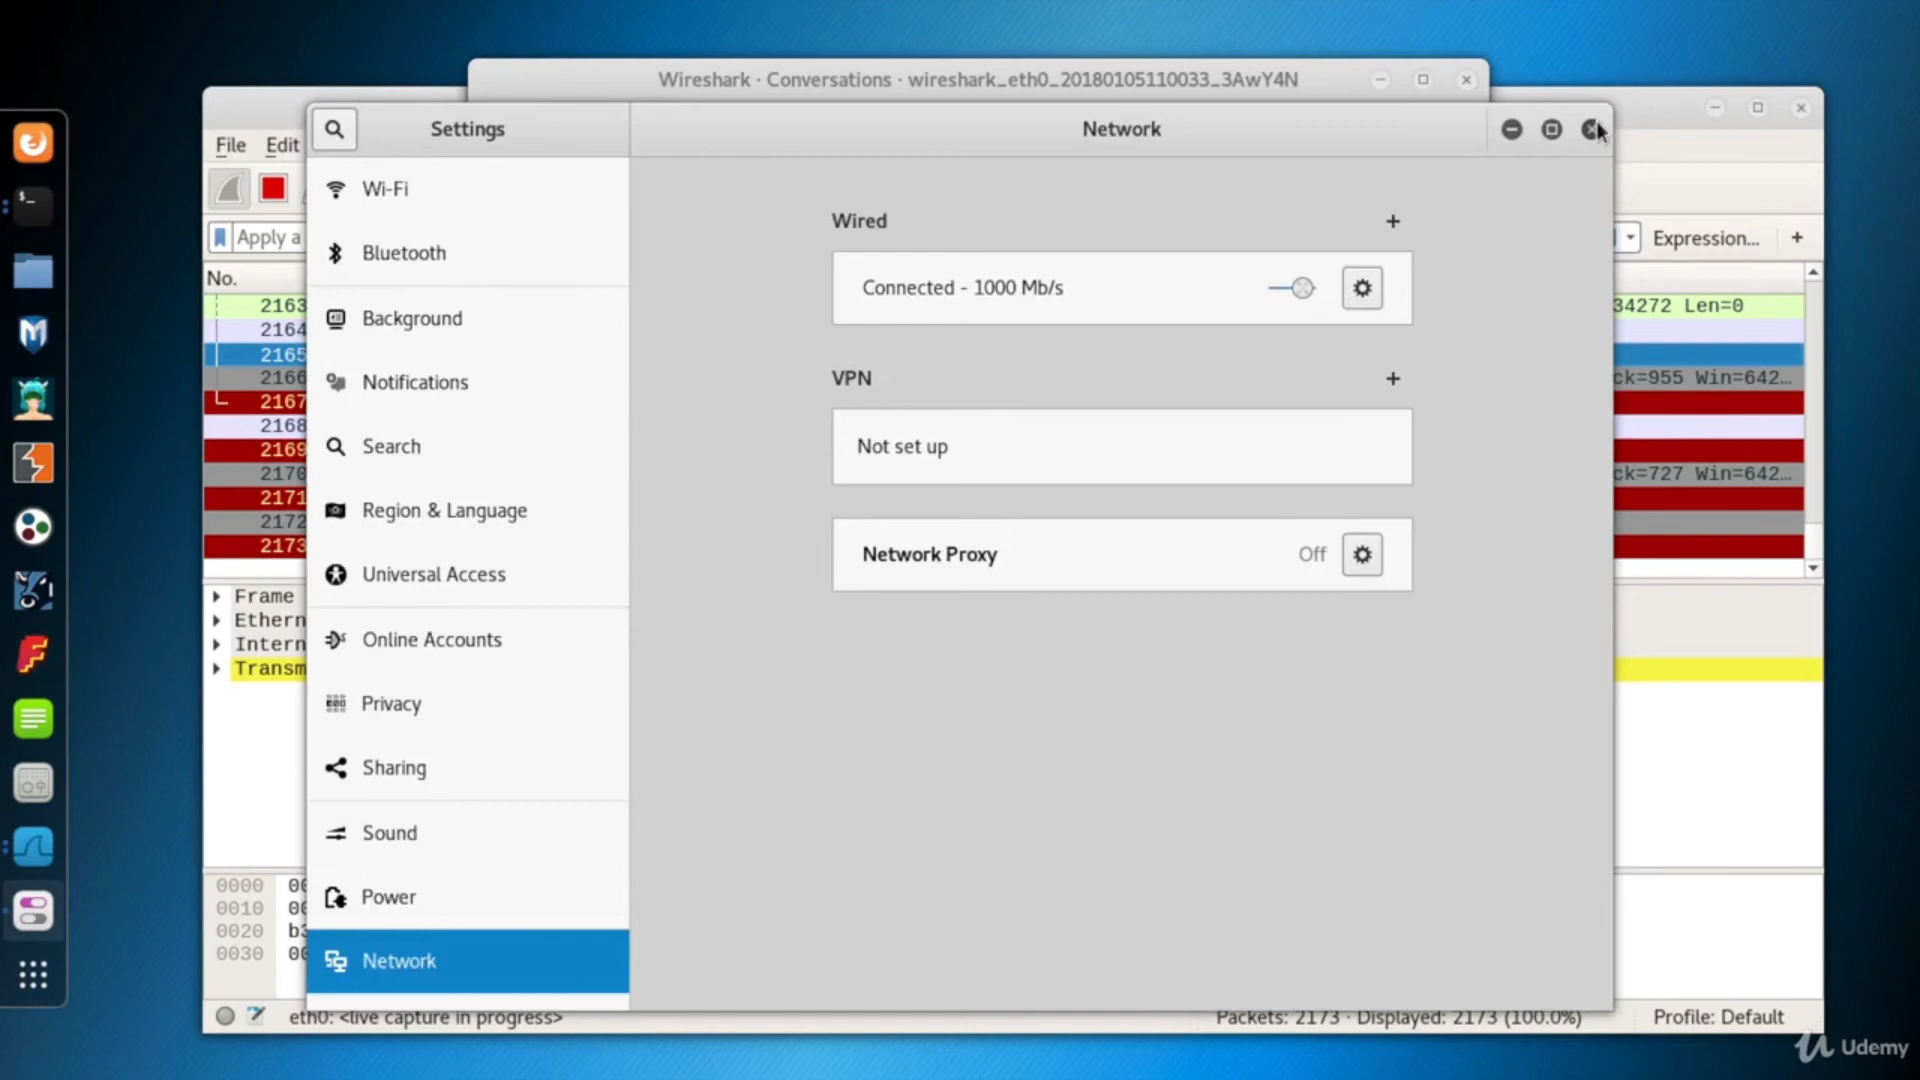 Wireshark · Conversations · wireshark_eth0_20180105110033_3AwY4N
Settings
Network
File Edit
Wi-Fi
Bluetooth
Background
Notifications
Search
Region & Language
Universal Access
Online Accounts
Privacy
Sharing
Sound
Power
Network
Wired
Connected - 1000 Mb/s
VPN
Not set up
Network Proxy Off
Apply a
Expression... +
No.
2163
34272 Len=0
2164
2165
2166
ck=955 Win=642…
2167
2168
2169
2170
ck=727 Win=642…
2171
2172
2173
Frame
Ethern
Intern
Transm
0000 00
0010 00
0020 b3
0030 00
eth0: <live capture in progress>
Packets: 2173 · Displayed: 2173 (100.0%)
Profile: Default
Udemy